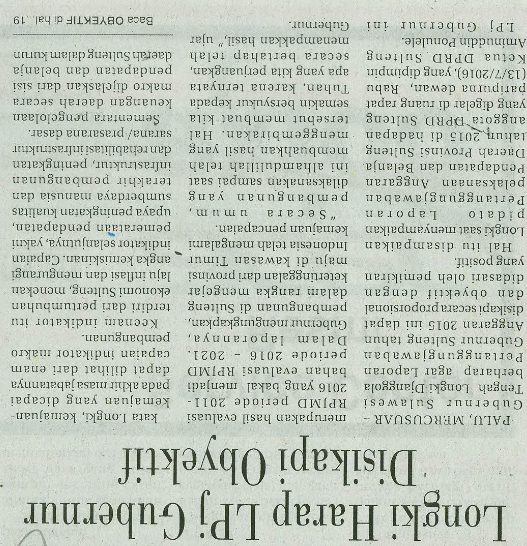 Longki Harap LPj Gubernur
Disikapi Obyektif
PALU, MERCUSUAR –
Gubernur Sulawesi
Tengah Longki Djanggola
berharap agar Laporan
Pertanggungjawaban
Gubernur Sulteng tahun
Anggaran 2015 ini dapat
disikapi secara proporsional
dan obyektif dengan
didasari oleh pemikiran
yang positif.
Hal itu disampaikan
Longki saat menyampaikan
pidato Laporan
Pertanggungjawaban
pelaksanaan Anggaran
Pendapatan dan Belanja
Daerah Provinsi Sulteng
tahun 2015 di hadapan
anggota DPRD Sulteng
yang digelar di ruang rapat
paripurna dewan, Rabu
(13/7/2016), yang dipimpin
Ketua DPRD Sulteng
Aminuddin Ponulele.
LPj Gubernur ini
merupakan hasil evaluasi
RPJMD periode 2011-
2016 yang bakal menjadi
bahan evaluasi RPJMD
periode 2016 – 2021.
Dalam laporannya,
Gubernur mengungkapkan,
pembangunan di Sulteng
dalam rangka mengejar
ketertinggalan dari provinsi
maju di kawasan Timur
Indonesia telah mengalami
kemajuan pencapaian.
“Secara umum,
pembangunan yang
dilaksanakan sampai saat
ini alhamdulillah telah
membuahkan hasil yang
menggembirakan. Hal
tersebut membuat kita
semakin bersyukur kepada
Tuhan, karena ternyata
apa yang kita perjuangkan,
secara bertahap telah
menampakkan hasil,” ujar
Gubernur.
kata Longki, kemajuan-
kemajuan yang dicapai
pada akhir masa jabatannya
dapat dilihat dari enam
capaian indikator makro
pembangunan.
Keenam indikator itu
terdiri dari pertumbuhan
ekonomi Sulteng, menekan
laju inflasi dan mengurangi
angka kemiskinan. Capaian
indikator selanjutnya, yakni
pemerataan pendapatan,
upaya peningkatan kualitas
sumberdaya manusia dan
terakhir pembangunan
infrastruktur, peningkatan
dan rehabilitasi infrastruktur
sarana/ prasarana dasar.
Sementara pengelolaan
keuangan daerah secara
makro dijelaskan dari sisi
pendapatan dan belanja
daerah Sulteng dalam kurun
Baca OBYEKTIF di hal. 19